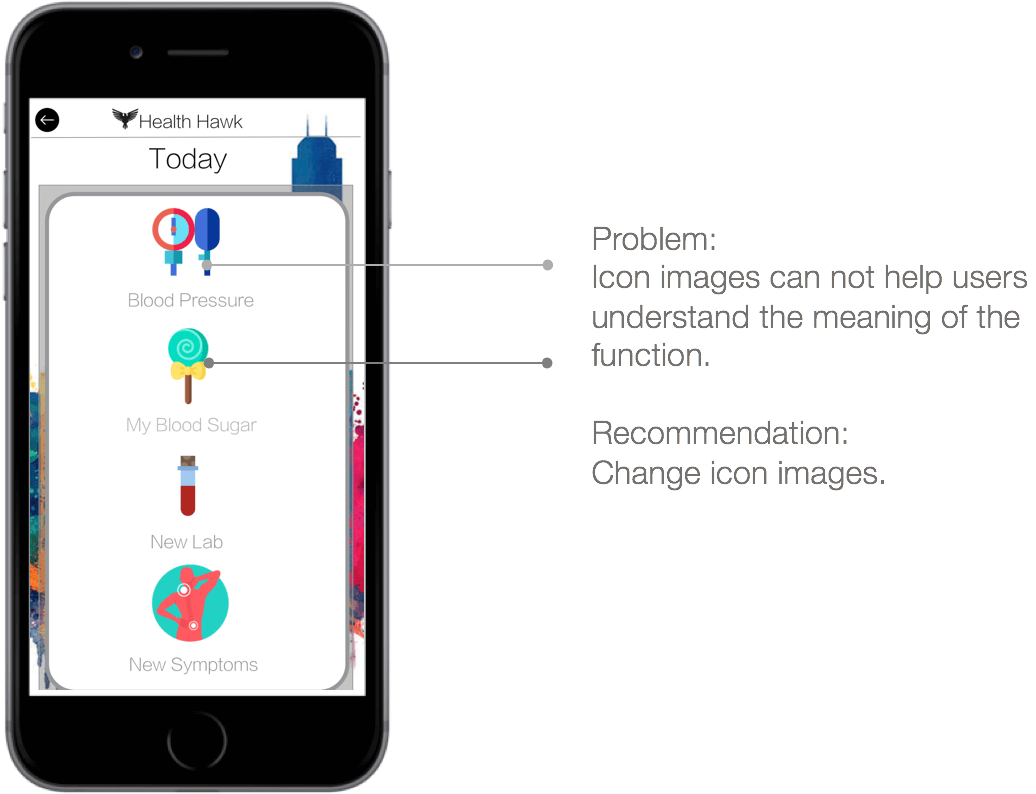 Health Hawk
Today
Blood Pressure
My Blood Sugar
New Lab
New Symptoms
Problem:
Icon images can not help users
understand the meaning of the
function.
Recommendation:
Change icon images.